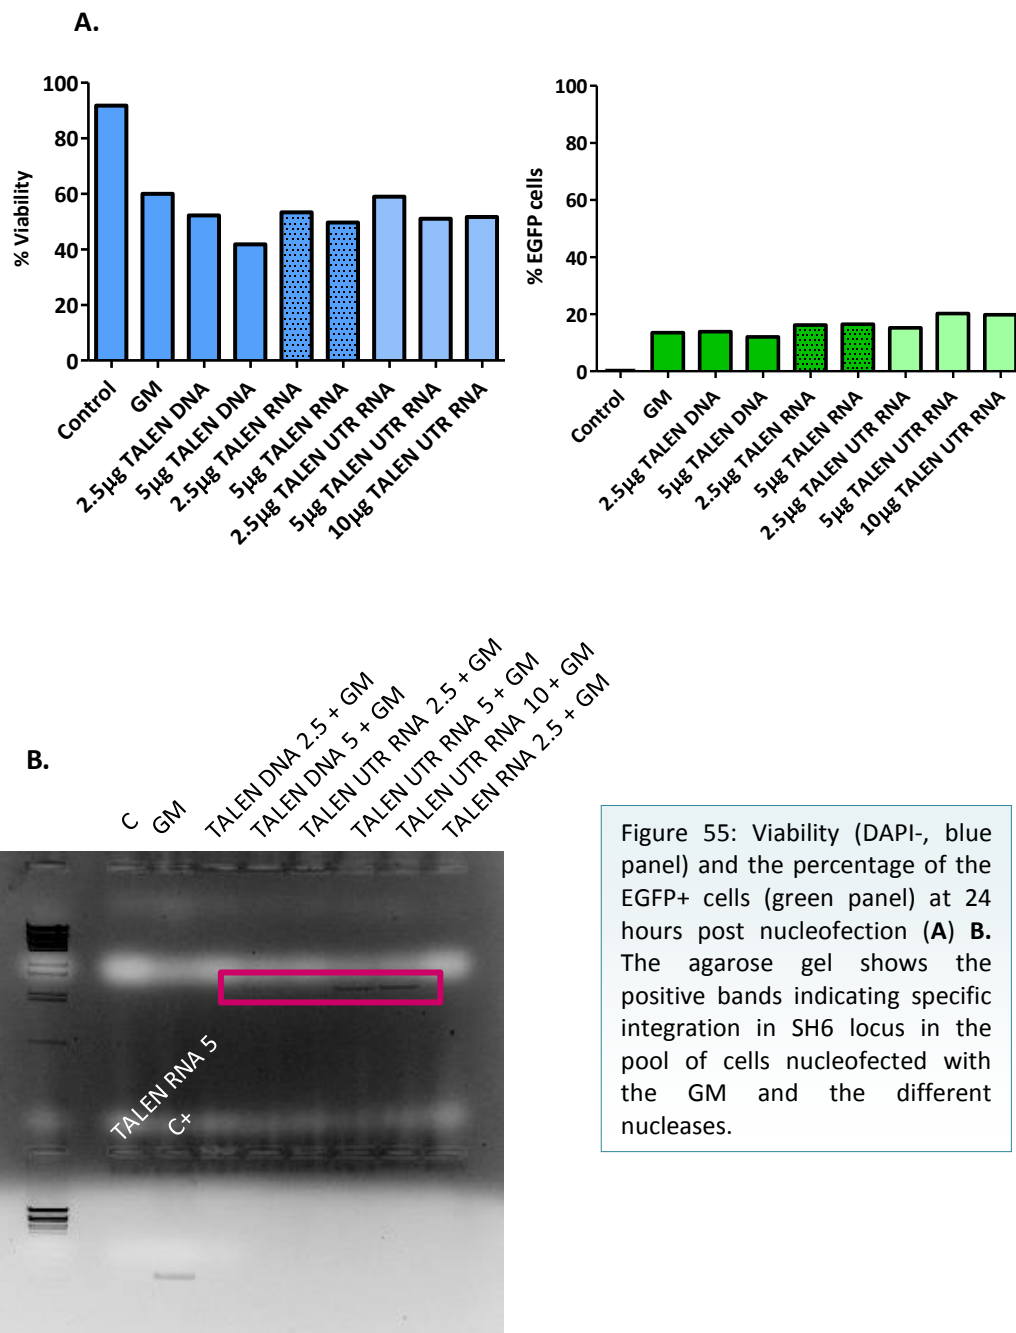 A.
100
80
60
40
20
0
% Viability
Control
GM
2.5µg TALEN DNA
5µg TALEN DNA
2.5µg TALEN RNA
5µg TALEN RNA
2.5µg TALEN UTR RNA
5µg TALEN UTR RNA
10µg TALEN UTR RNA
100
80
60
40
20
0
% EGFP cells
Control
GM
2.5µg TALEN DNA
5µg TALEN DNA
2.5µg TALEN RNA
5µg TALEN RNA
2.5µg TALEN UTR RNA
5µg TALEN UTR RNA
10µg TALEN UTR RNA
B.
C
GM
TALEN DNA 2.5 + GM
TALEN DNA 5 + GM
TALEN UTR RNA 2.5 + GM
TALEN UTR RNA 5 + GM
TALEN UTR RNA 10 + GM
TALEN RNA 2.5 + GM
TALEN RNA 5
C+
Figure 55: Viability (DAPI-, blue
panel) and the percentage of the
EGFP+ cells (green panel) at 24
hours post nucleofection (A) B.
The agarose gel shows the
positive bands indicating specific
integration in SH6 locus in the
pool of cells nucleofected with
the GM and the different
nucleases.